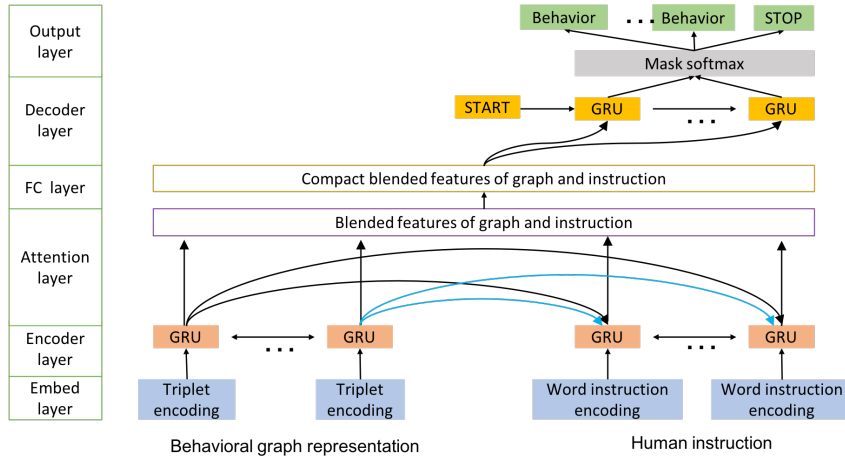 Output
layer
Behavior
...
Behavior
STOP
Mask softmax
Decoder
layer
START
GRU
...
GRU
FC layer
Compact blended features of graph and instruction
Blended features of graph and instruction
Attention
layer
Encoder
layer
GRU
...
GRU
GRU
...
GRU
Embed
layer
Triplet
encoding
Triplet
encoding
Word instruction
encoding
Word instruction
encoding
Behavioral graph representation
Human instruction